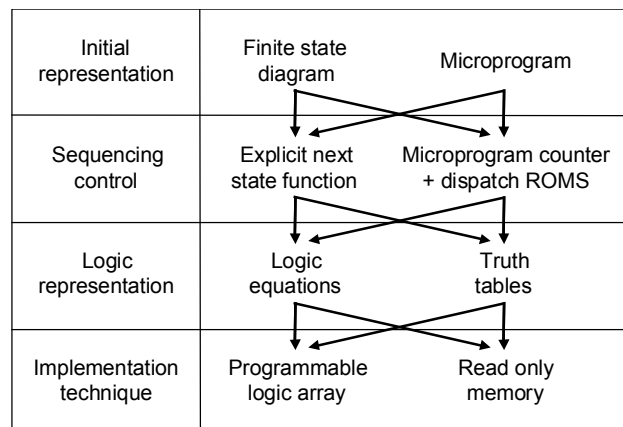 Initial
representation
Finite state
diagram
Microprogram
Sequencing
control
Explicit next
state function
Microprogram counter
+ dispatch ROMS
Logic
representation
Logic
equations
Truth
tables
Implementation
technique
Programmable
logic array
Read only
memory